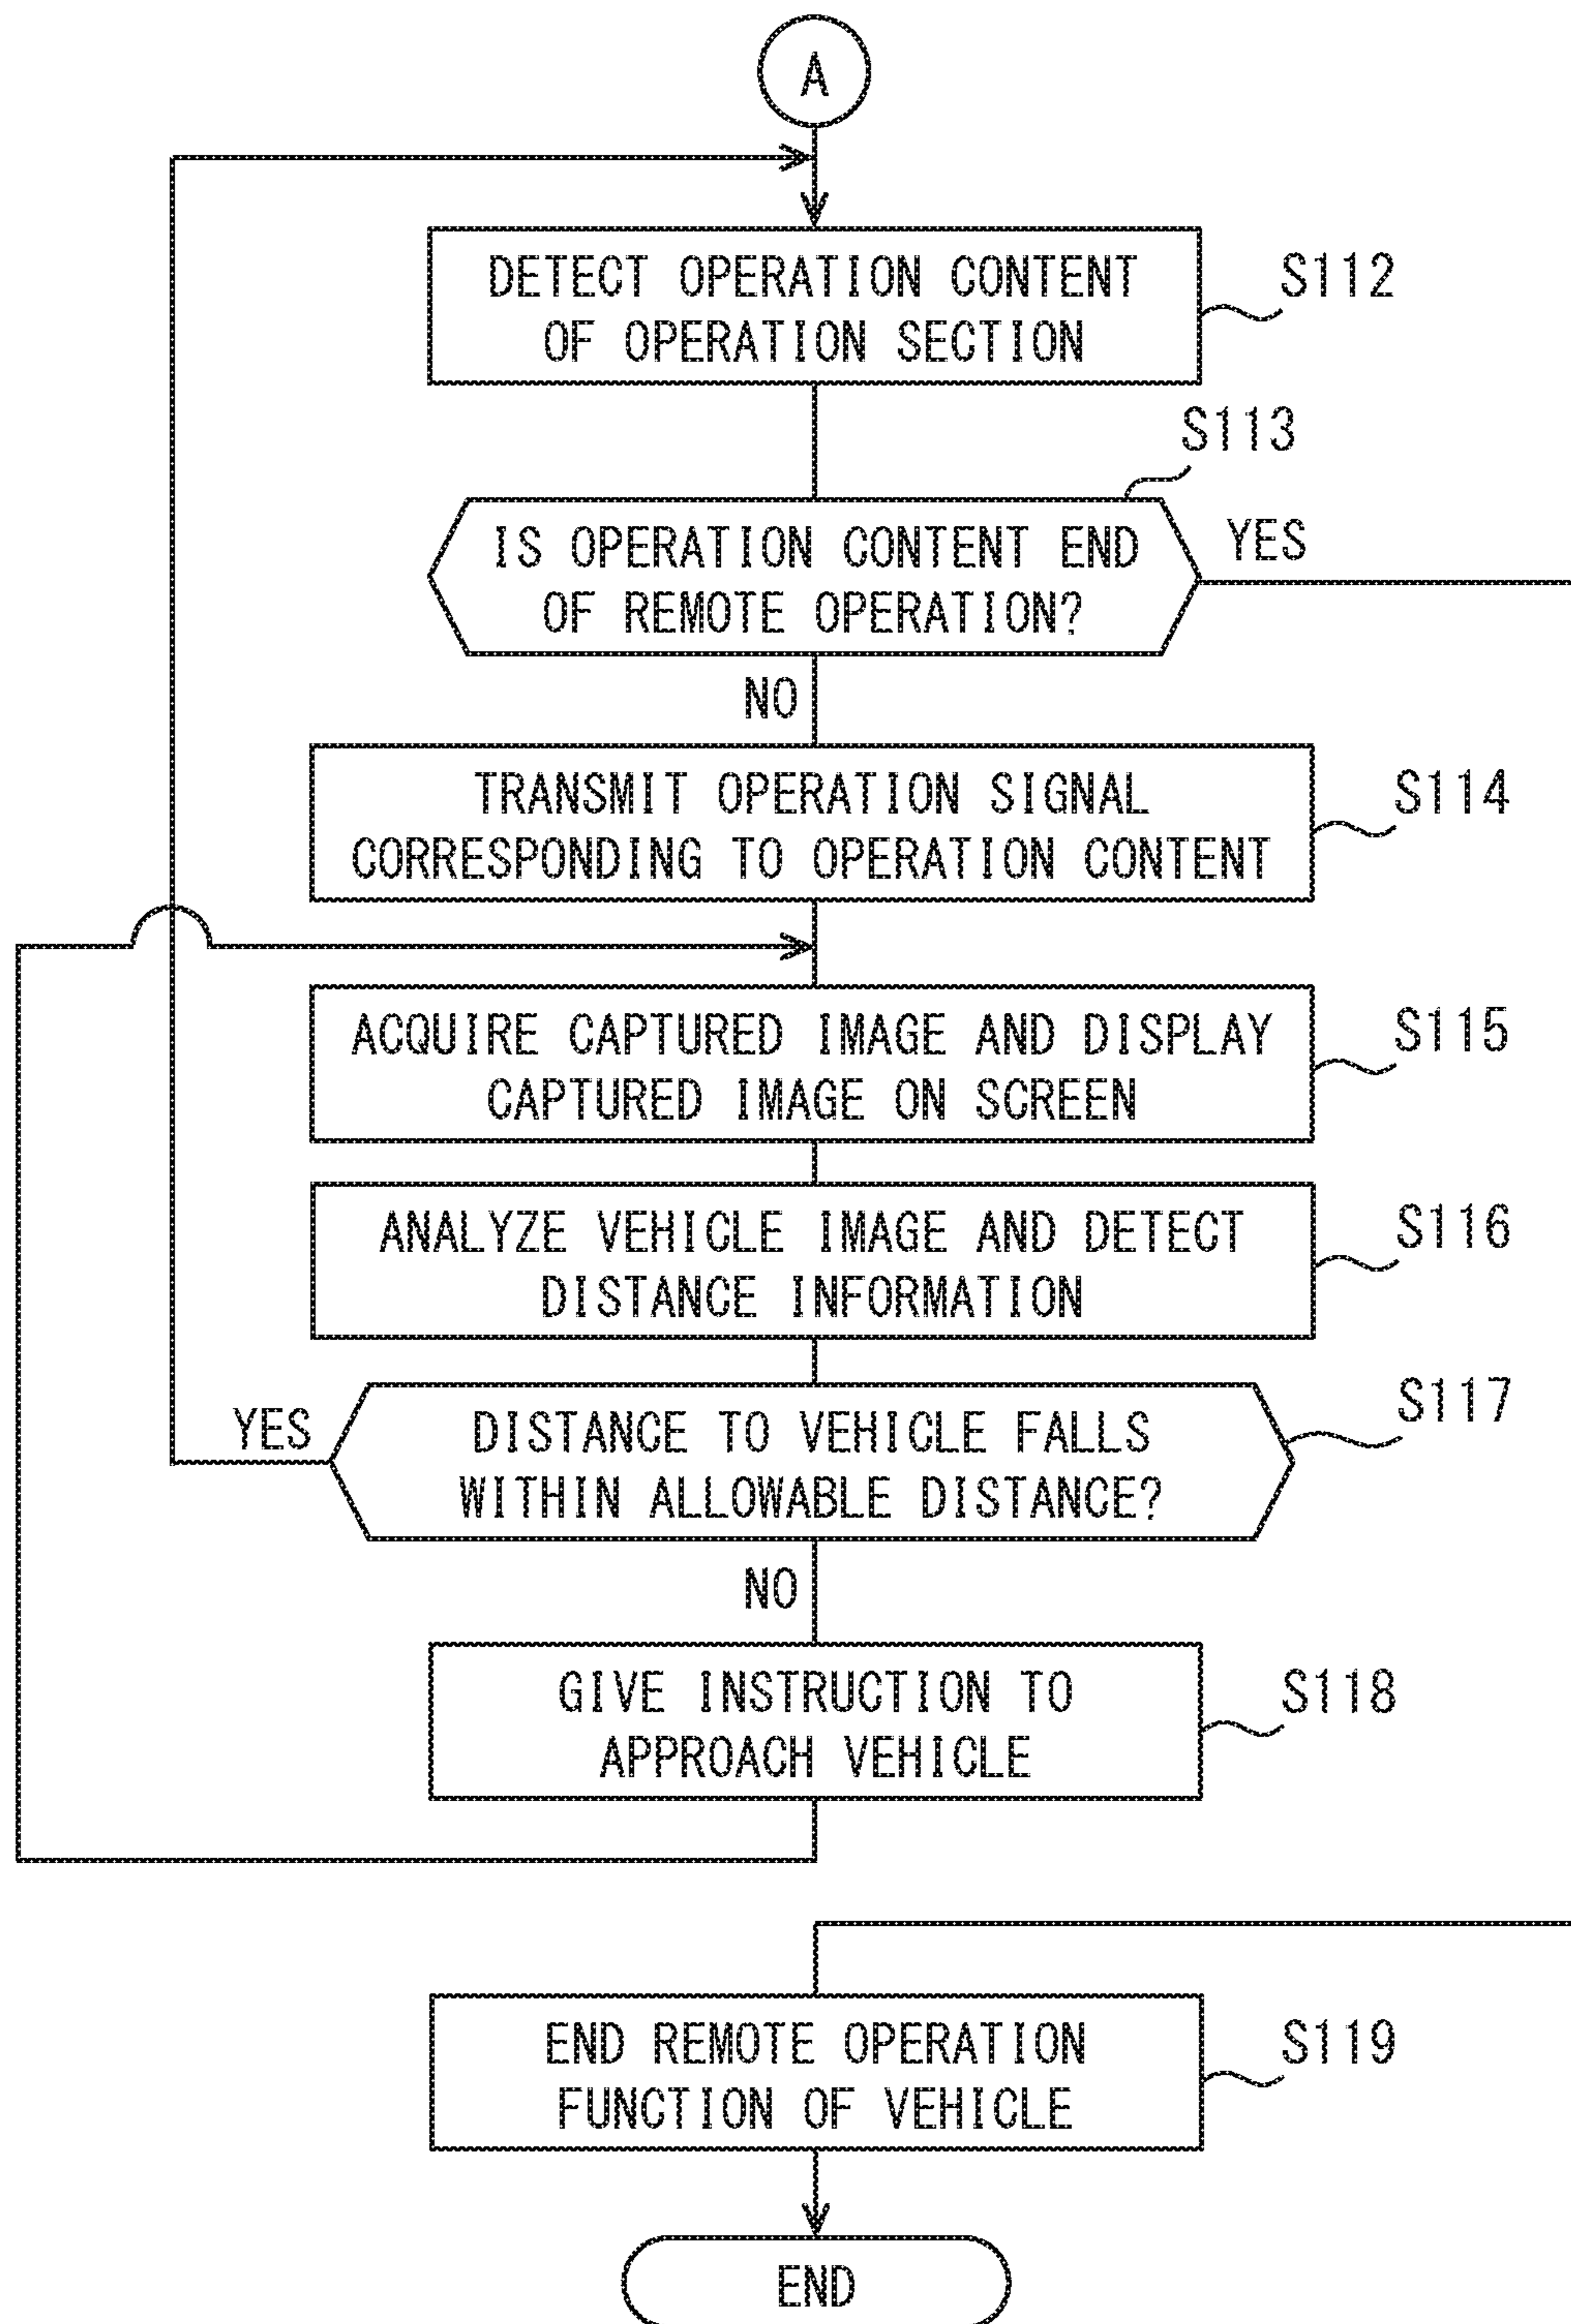 A
DETECT OPERATION CONTENT
OF OPERATION SECTION
S112
S113
IS OPERATION CONTENT END
OF REMOTE OPERATION?
YES
NO
TRANSMIT OPERATION SIGNAL
CORRESPONDING TO OPERATION CONTENT
S114
ACQUIRE CAPTURED IMAGE AND DISPLAY
CAPTURED IMAGE ON SCREEN
S115
ANALYZE VEHICLE IMAGE AND DETECT
DISTANCE INFORMATION
S116
YES
DISTANCE TO VEHICLE FALLS
WITHIN ALLOWABLE DISTANCE?
S117
NO
GIVE INSTRUCTION TO
APPROACH VEHICLE
S118
END REMOTE OPERATION
FUNCTION OF VEHICLE
S119
END